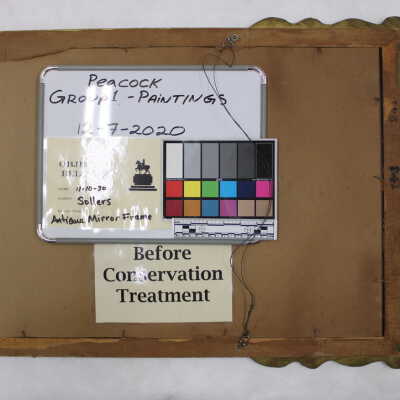 PEACOCK
GROUP 1 - PAINTINGS
12-7-2020
11-10-30
Sollers
Antique Mirror Frame
Before
Conservation
Treatment